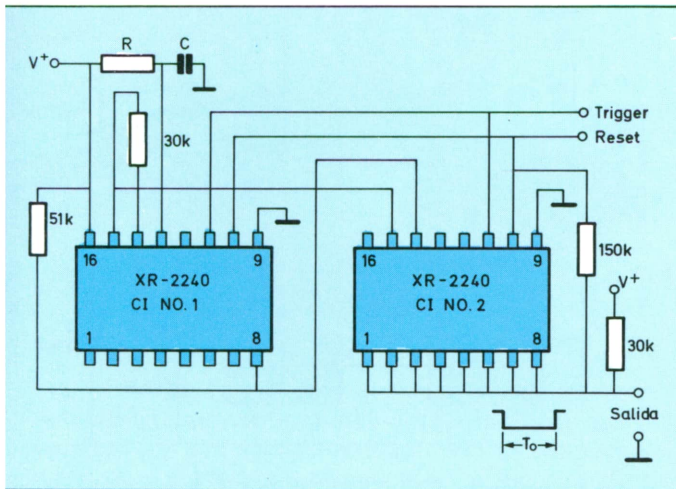 R
C
V+
Trigger
Reset
30k
51k
16
9
XR-2240
CI NO.1
1
8
16
9
XR-2240
CI NO.2
1
8
150k
V+
30k
Salida
To